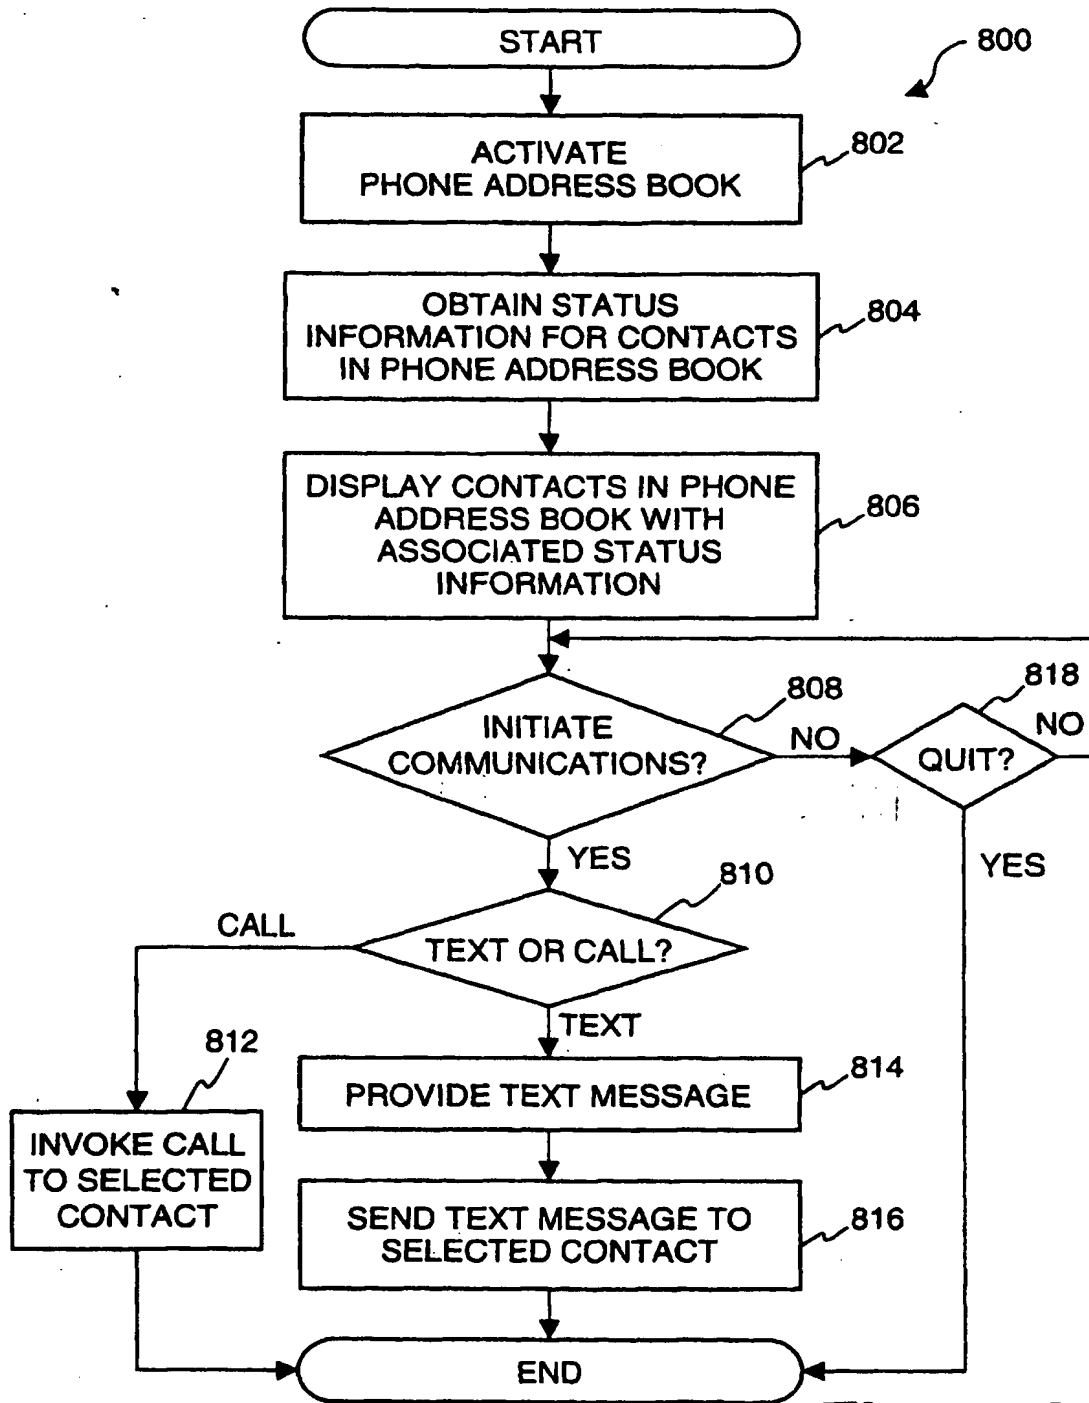 START
800
ACTIVATE
PHONE ADDRESS BOOK
802
OBTAIN STATUS
INFORMATION FOR CONTACTS
IN PHONE ADDRESS BOOK
804
DISPLAY CONTACTS IN PHONE
ADDRESS BOOK WITH
ASSOCIATED STATUS
INFORMATION
806
INITIATE
COMMUNICATIONS?
808
NO
QUIT?
818
NO
YES
YES
TEXT OR CALL?
810
CALL
TEXT
812
INVOKE CALL
TO SELECTED
CONTACT
PROVIDE TEXT MESSAGE
814
SEND TEXT MESSAGE TO
SELECTED CONTACT
816
END